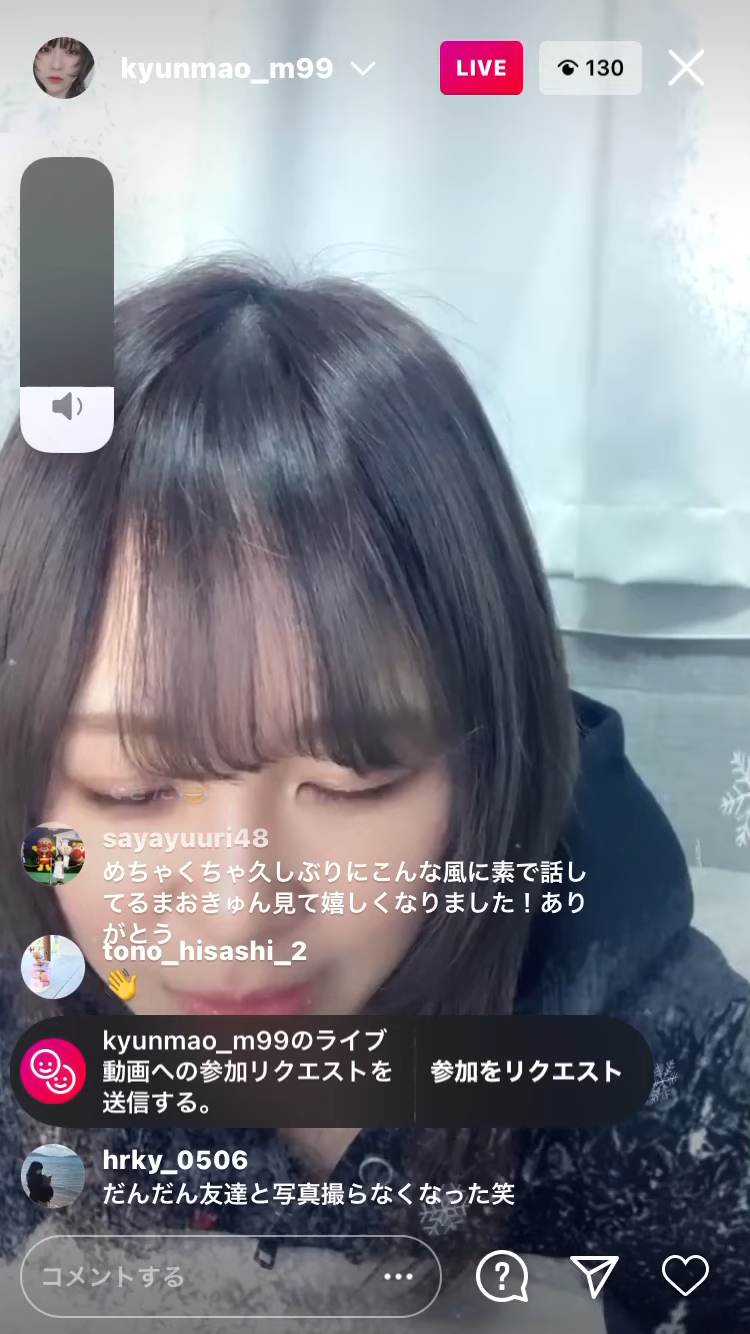 kyunmao_m99
LIVE
130
sayayuuri48
めちゃくちゃ久しぶりにこんな風に素で話し
てるまおきゅん見て嬉しくなりました！あり
がとう
tono_hisashi_2
👋
kyunmao_m99のライブ
動画への参加リクエストを
送信する。
参加をリクエスト
hrky_0506
だんだん友達と写真撮らなくなった笑
コメントする